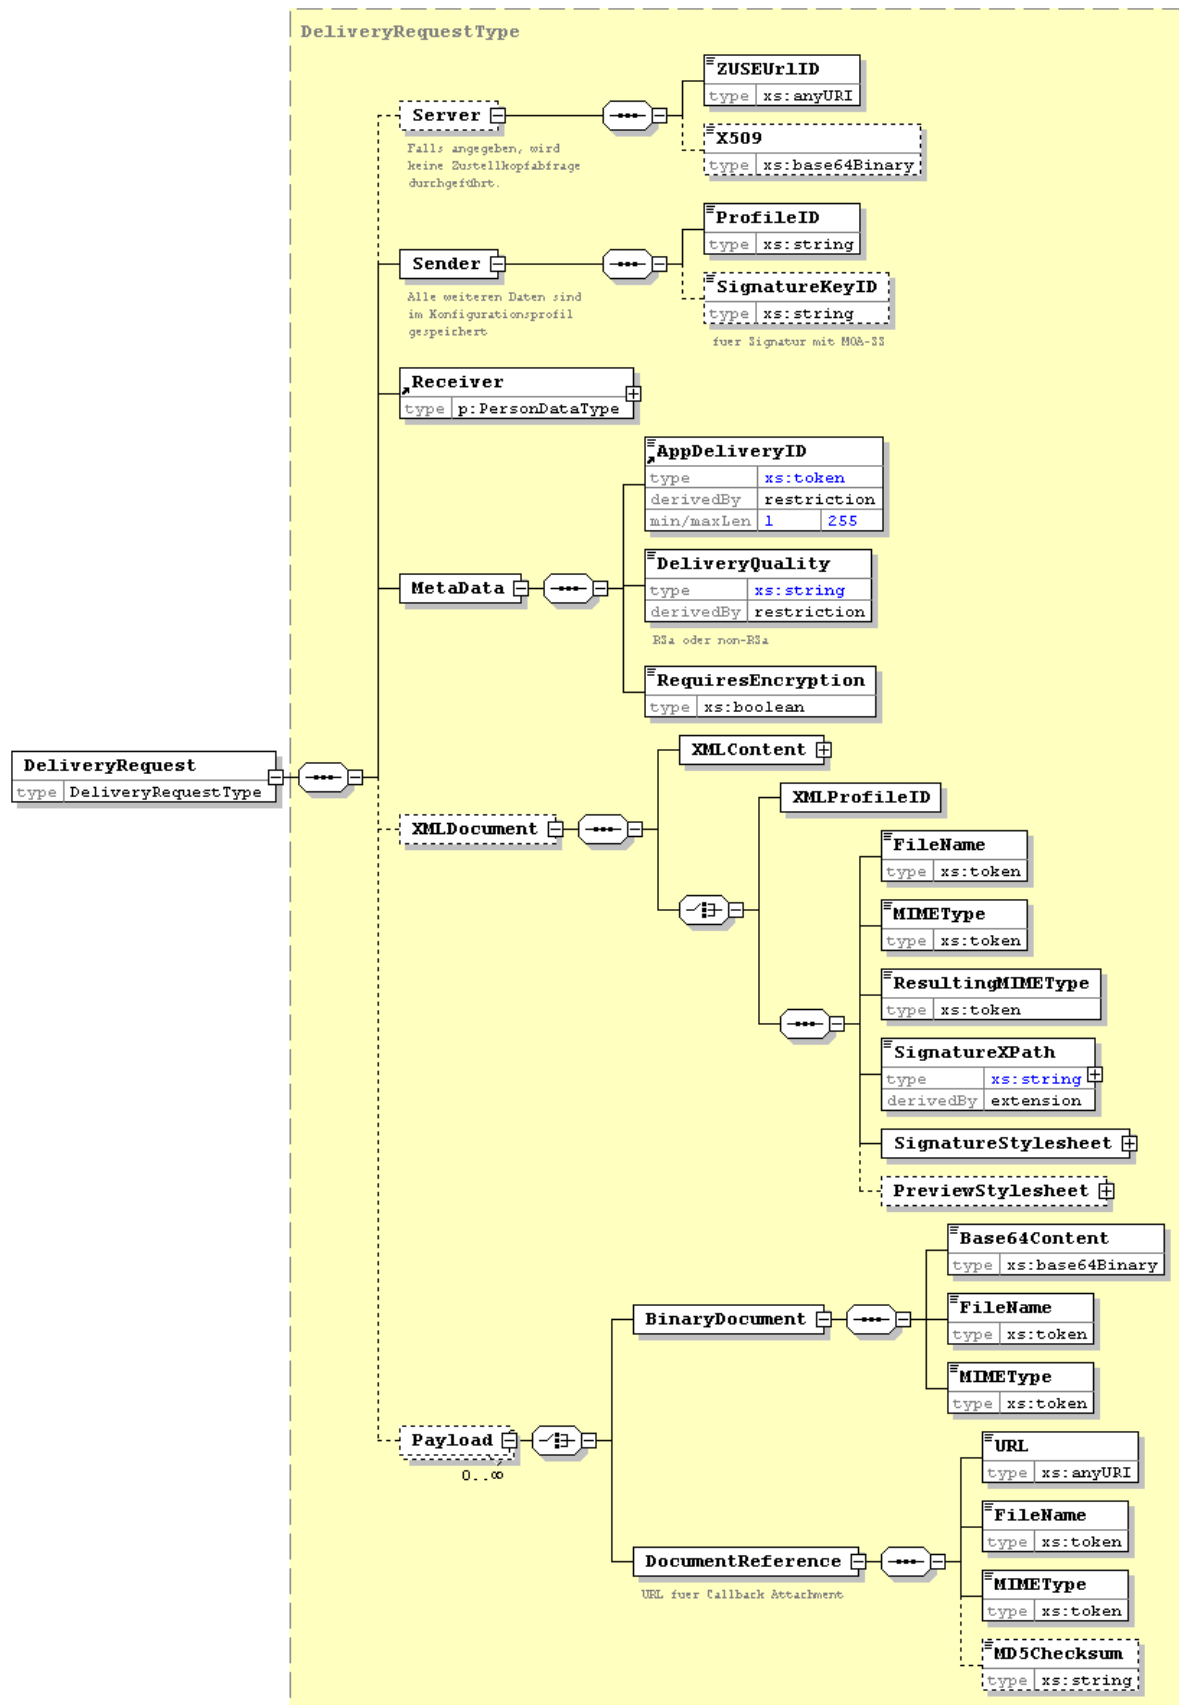 DeliveryRequestType
ZUSEUrlID
type xs:anyURI
Server
Falls angegeben, wird
keine Zustellkopfabfrage
durchgeführt.
X509
type xs:base64Binary
ProfileID
type xs:string
Sender
Alle weiteren Daten sind
im Konfigurationsprofil
gespeichert
SignatureKeyID
type xs:string
fuer Signatur mit MOA-SS
Receiver
type p:PersonDataType
AppDeliveryID
type xs:token
derivedBy restriction
min/maxLen 1 255
MetaData
DeliveryQuality
type xs:string
derivedBy restriction
RSa oder non-RSa
RequiresEncryption
type xs:boolean
DeliveryRequest
type DeliveryRequestType
XMLContent
XMLDocument
XMLProfileID
FileName
type xs:token
MIMEType
type xs:token
ResultingMIMEType
type xs:token
SignatureXPath
type xs:string
derivedBy extension
SignatureStylesheet
PreviewStylesheet
Base64Content
type xs:base64Binary
BinaryDocument
FileName
type xs:token
MIMEType
type xs:token
Payload
0..∞
URL
type xs:anyURI
FileName
type xs:token
DocumentReference
URL fuer Callback Attachment
MIMEType
type xs:token
MD5Checksum
type xs:string